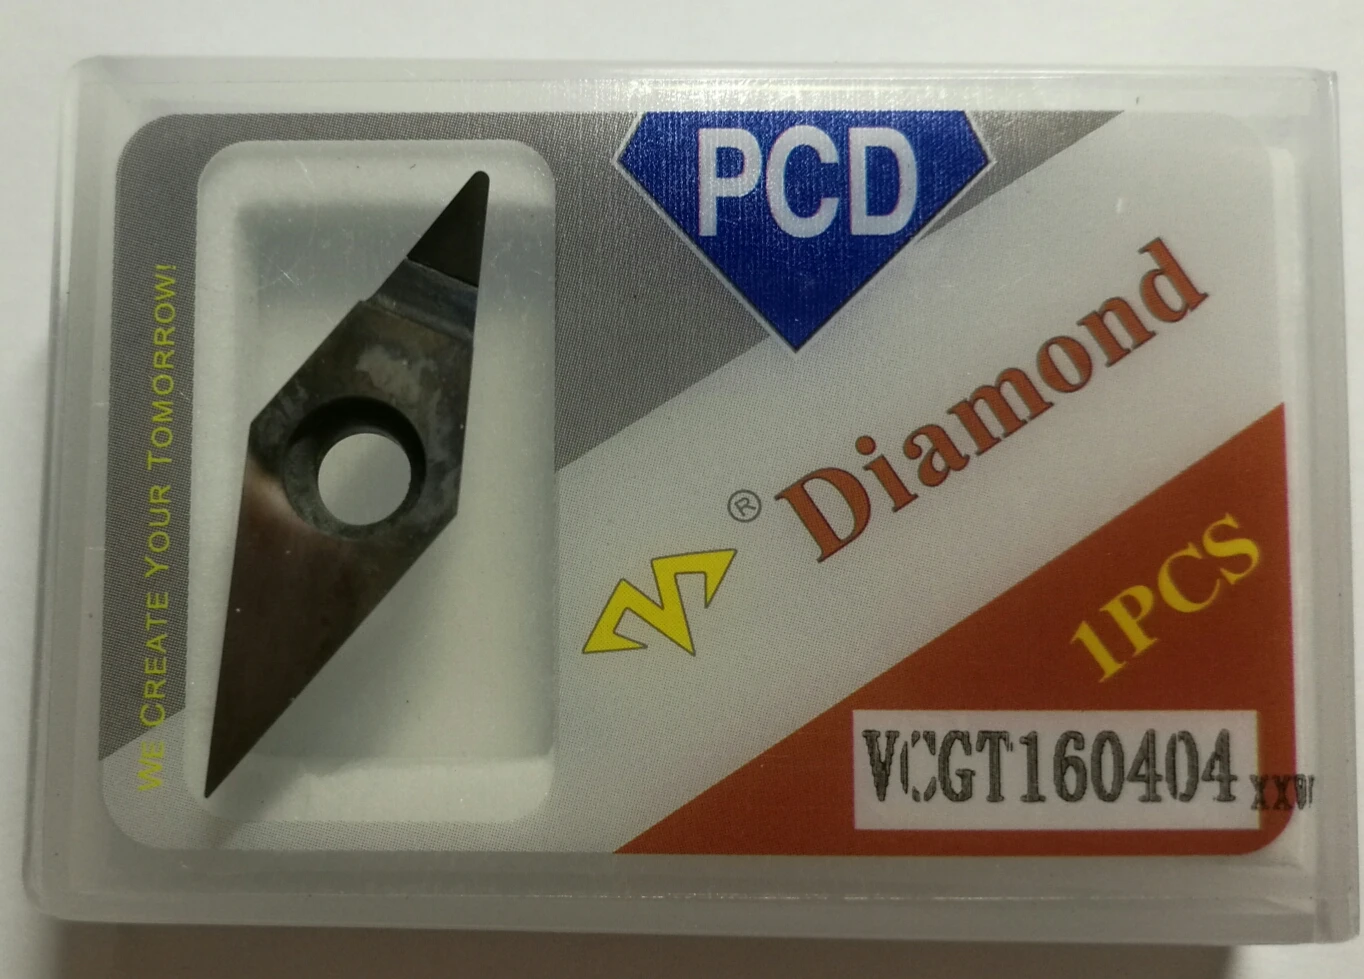 PCD
WE CREATE YOUR TOMORROW!
® Diamond
1PCS
VCGT160404